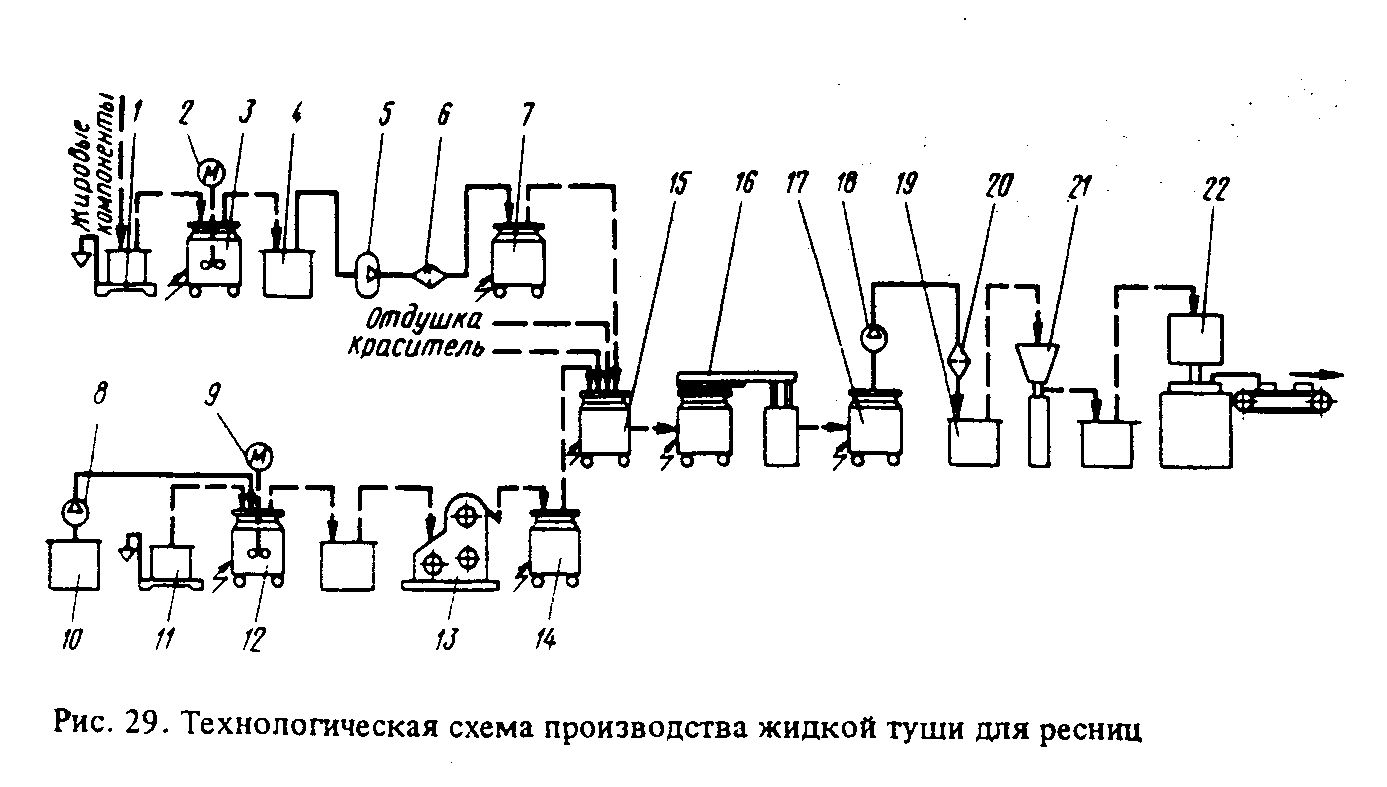 Жировые
компоненты
1 2 3 4 5 6 7
15 16 17 18 19 20 21 22
Отдушка
краситель
8 9
M
M
10 11 12 13 14
Рис. 29. Технологическая схема производства жидкой туши для ресниц